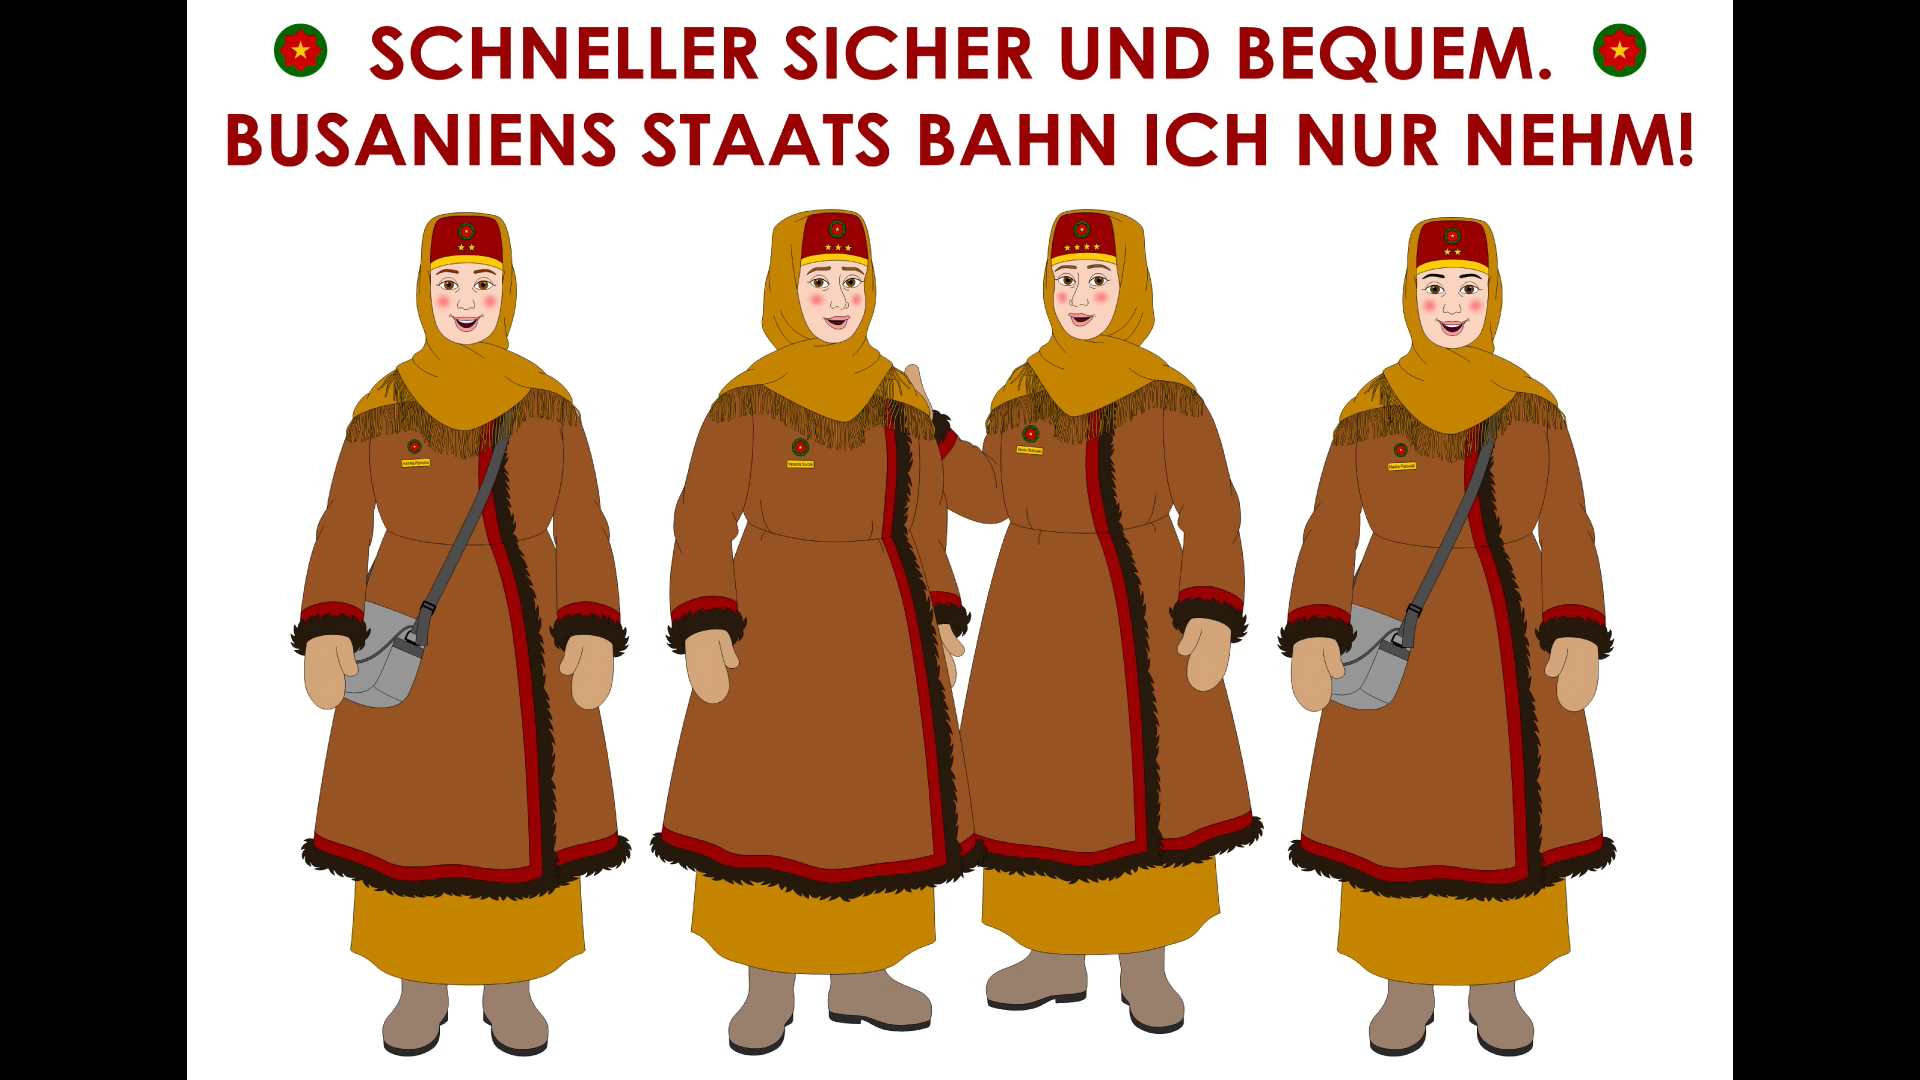 SCHNELLER SICHER UND BEQUEM.
BUSANIENS STAATS BAHN ICH NUR NEHM!